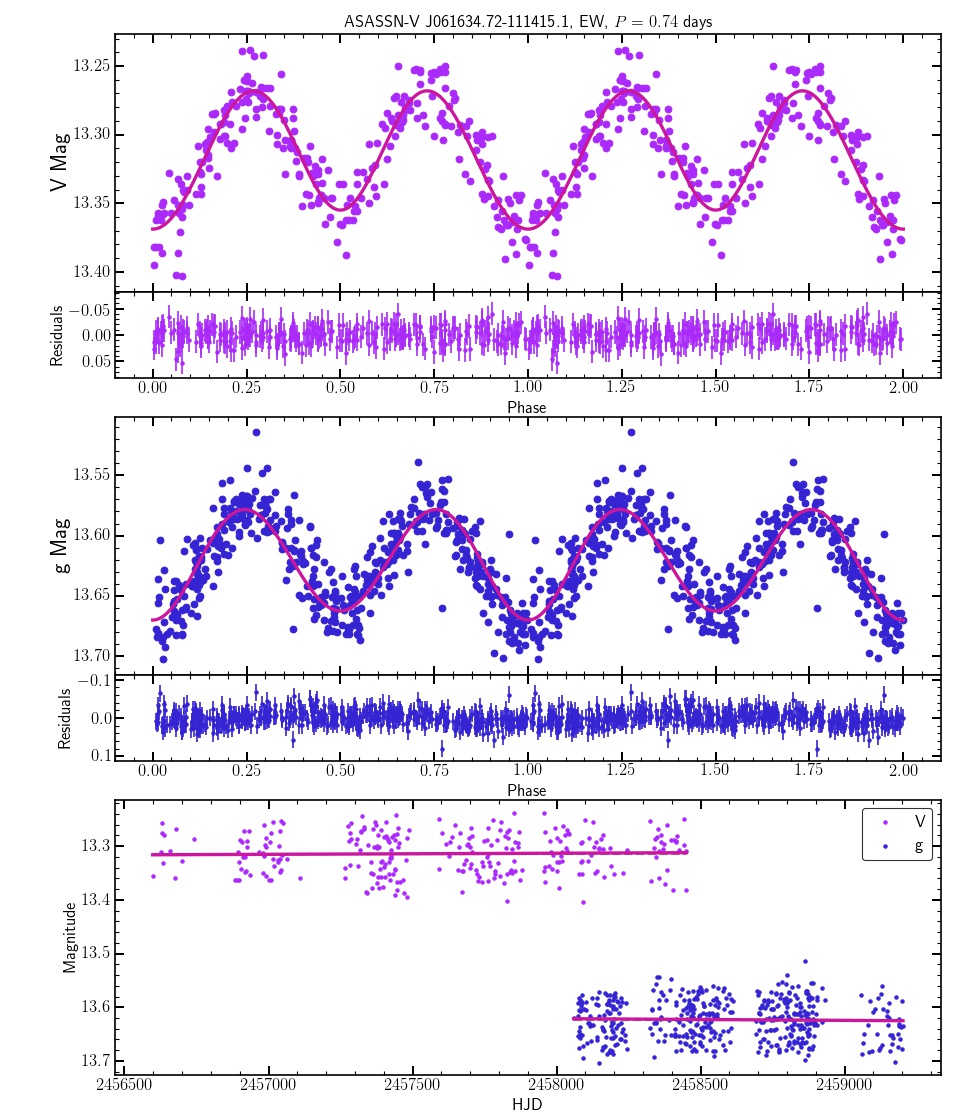 ASASSN-V J061634.72-111415.1, EW, P = 0.74 days
V Mag
13.25
13.30
13.35
13.40
Residuals
−0.05
0.00
0.05
0.00 0.25 0.50 0.75 1.00 1.25 1.50 1.75 2.00
Phase
g Mag
13.55
13.60
13.65
13.70
Residuals
−0.1
0.0
0.1
0.00 0.25 0.50 0.75 1.00 1.25 1.50 1.75 2.00
Phase
Magnitude
13.3
13.4
13.5
13.6
13.7
V
g
2456500 2457000 2457500 2458000 2458500 2459000
HJD